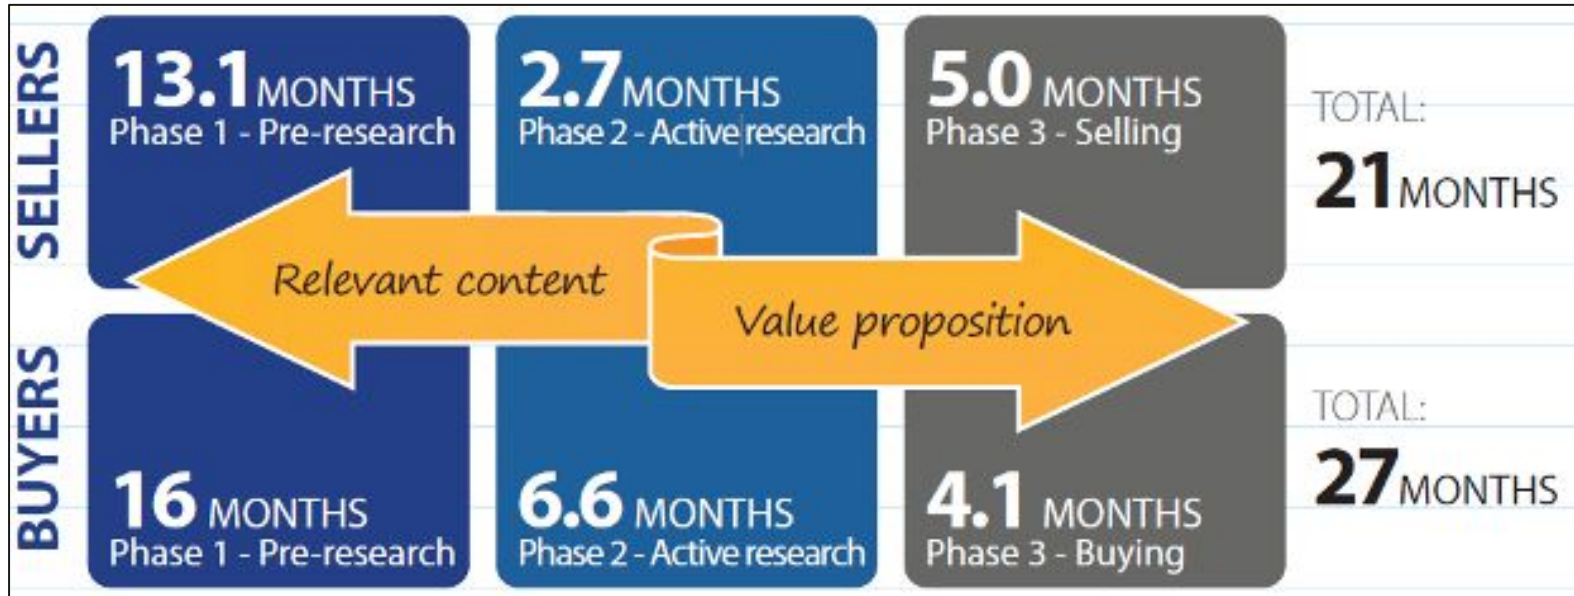 SELLERS
13.1 MONTHS
Phase 1 - Pre-research
2.7 MONTHS
Phase 2 - Active research
5.0 MONTHS
Phase 3 - Selling
TOTAL:
21 MONTHS
Relevant content
Value proposition
BUYERS
16 MONTHS
Phase 1 - Pre-research
6.6 MONTHS
Phase 2 - Active research
4.1 MONTHS
Phase 3 - Buying
TOTAL:
27 MONTHS